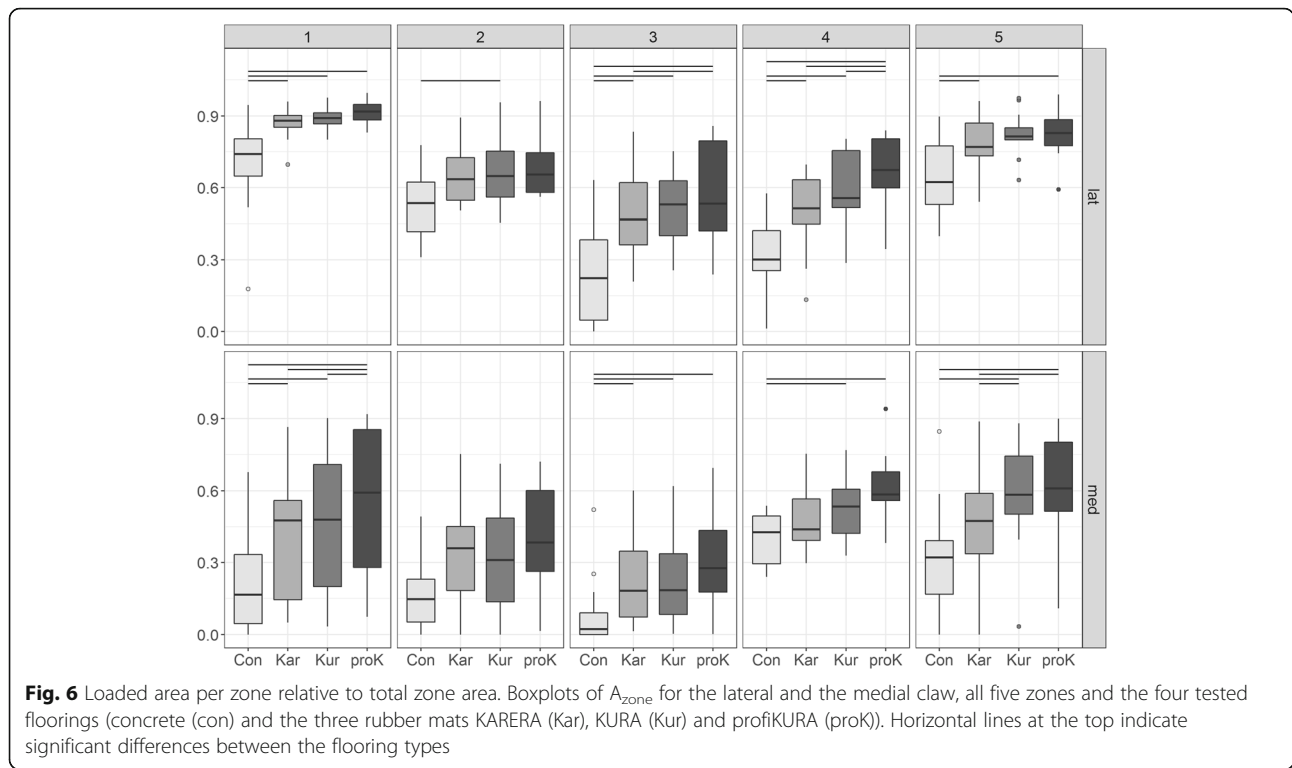 1 2 3 4 5
0.9
0.6
0.3
0.0
lat
0.9
0.6
0.3
0.0
med
Con Kar Kur proK Con Kar Kur proK Con Kar Kur proK Con Kar Kur proK Con Kar Kur proK
Fig. 6 Loaded area per zone relative to total zone area. Boxplots of Azone for the lateral and the medial claw, all five zones and the four tested
floorings (concrete (con) and the three rubber mats KARERA (Kar), KURA (Kur) and profiKURA (proK)). Horizontal lines at the top indicate
significant differences between the flooring types